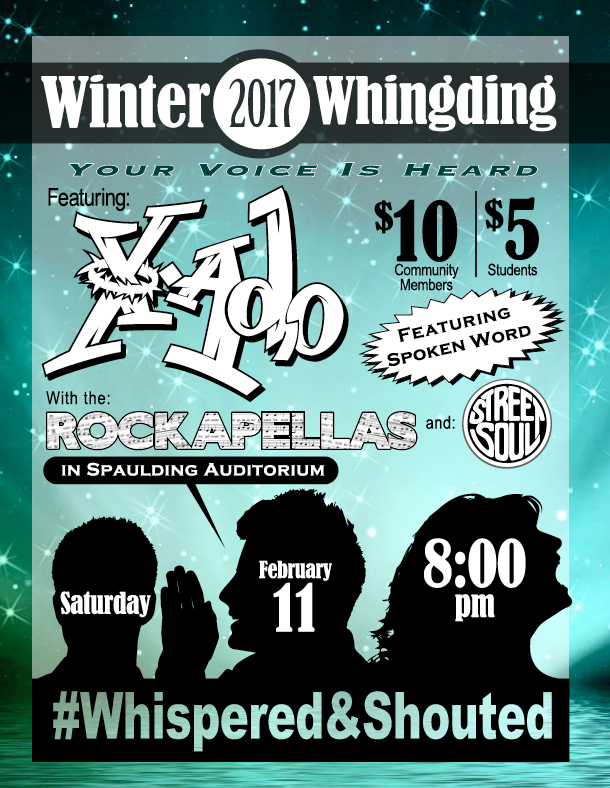 Winter 2017 Whingding
Your Voice Is Heard
Featuring:
X.Ado
$10
Community
Members
$5
Students
Featuring
Spoken Word
With the:
ROCKAPELLAS
and:
STREET
SOUL
in Spaulding Auditorium
Saturday
February
11
8:00
pm
#Whispered&Shouted